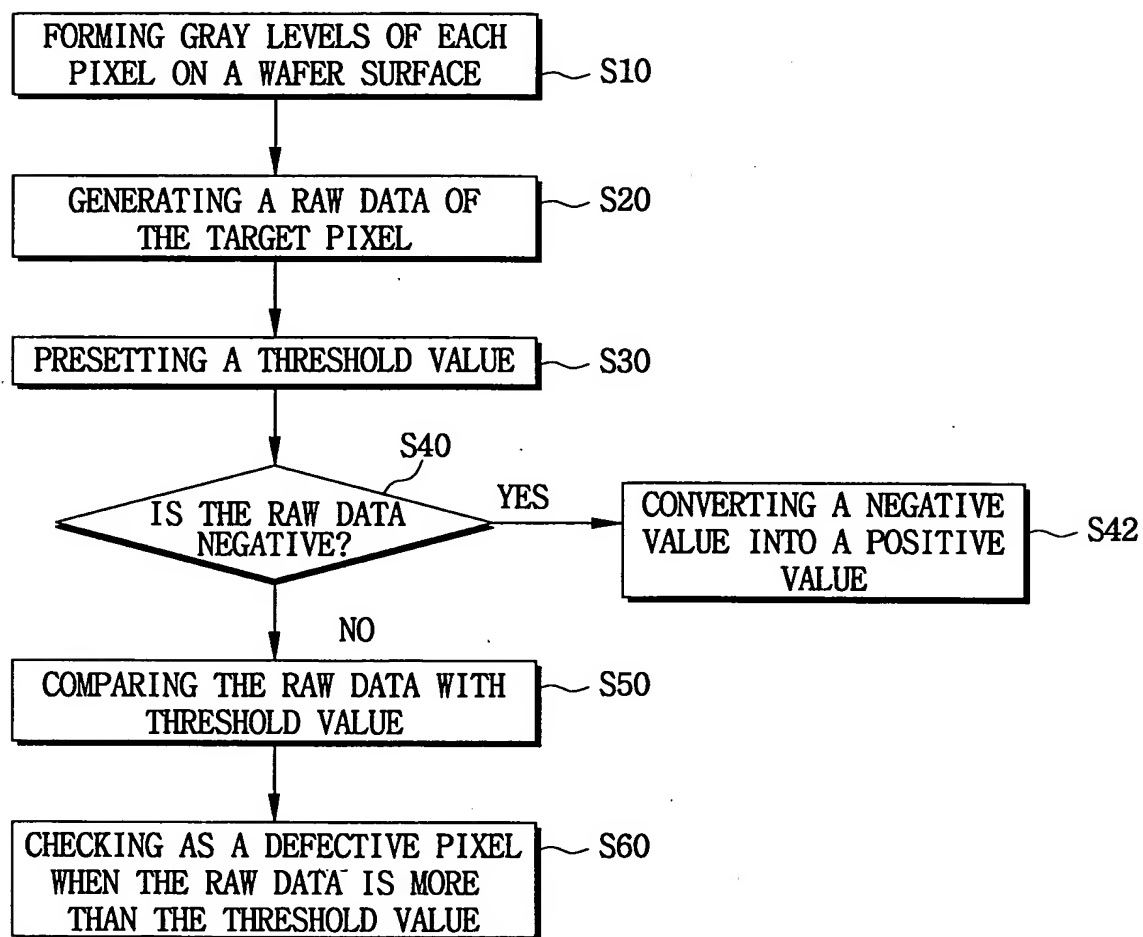 FORMING GRAY LEVELS OF EACH
PIXEL ON A WAFER SURFACE
S10
GENERATING A RAW DATA OF
THE TARGET PIXEL
S20
PRESETTING A THRESHOLD VALUE
S30
S40
IS THE RAW DATA
NEGATIVE?
YES
CONVERTING A NEGATIVE
VALUE INTO A POSITIVE
VALUE
S42
NO
COMPARING THE RAW DATA WITH
THRESHOLD VALUE
S50
CHECKING AS A DEFECTIVE PIXEL
WHEN THE RAW DATA IS MORE
THAN THE THRESHOLD VALUE
S60